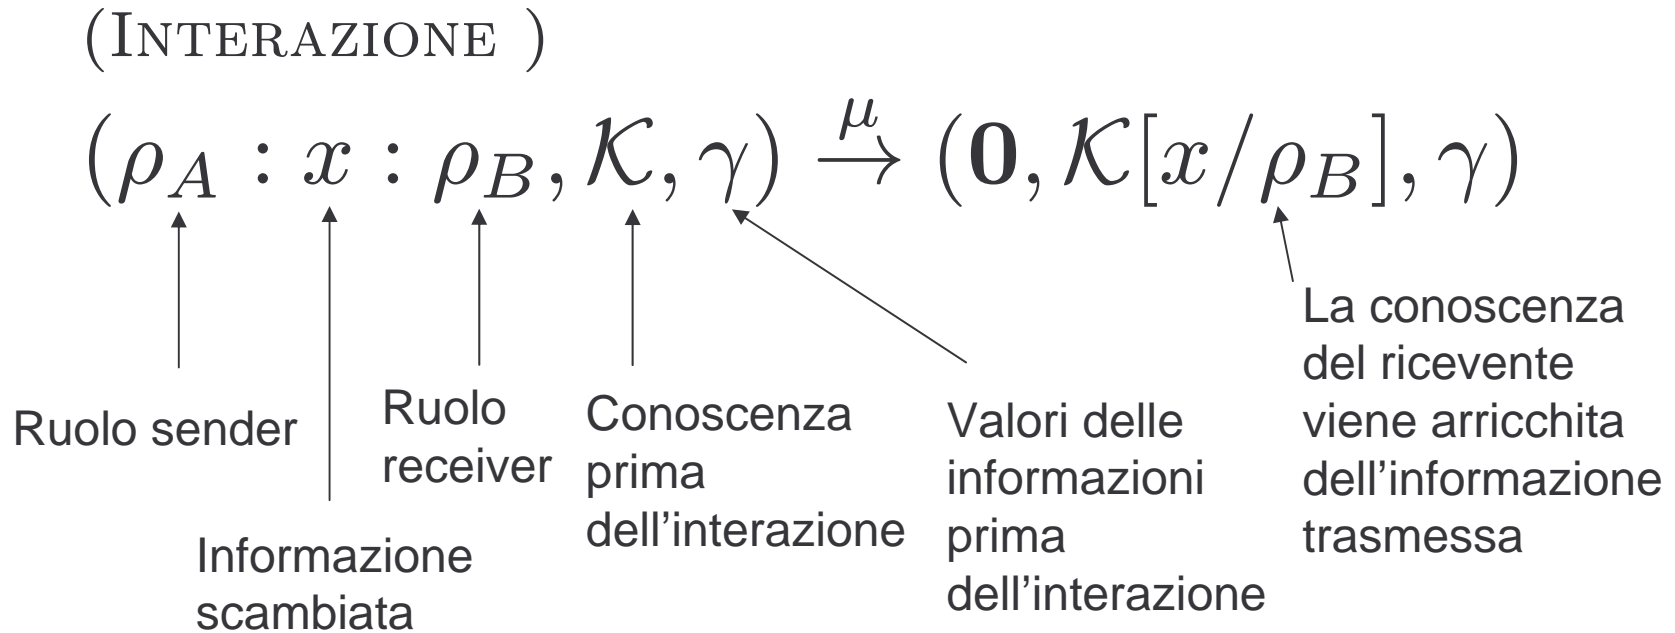 (INTERAZIONE )
(ρ_A : x : ρ_B, 𝒦, γ) →^μ (𝟎, 𝒦[x/ρ_B], γ)
Ruolo sender
Informazione
scambiata
Ruolo
receiver
Conoscenza
prima
dell’interazione
Valori delle
informazioni
prima
dell’interazione
La conoscenza
del ricevente
viene arricchita
dell’informazione
trasmessa